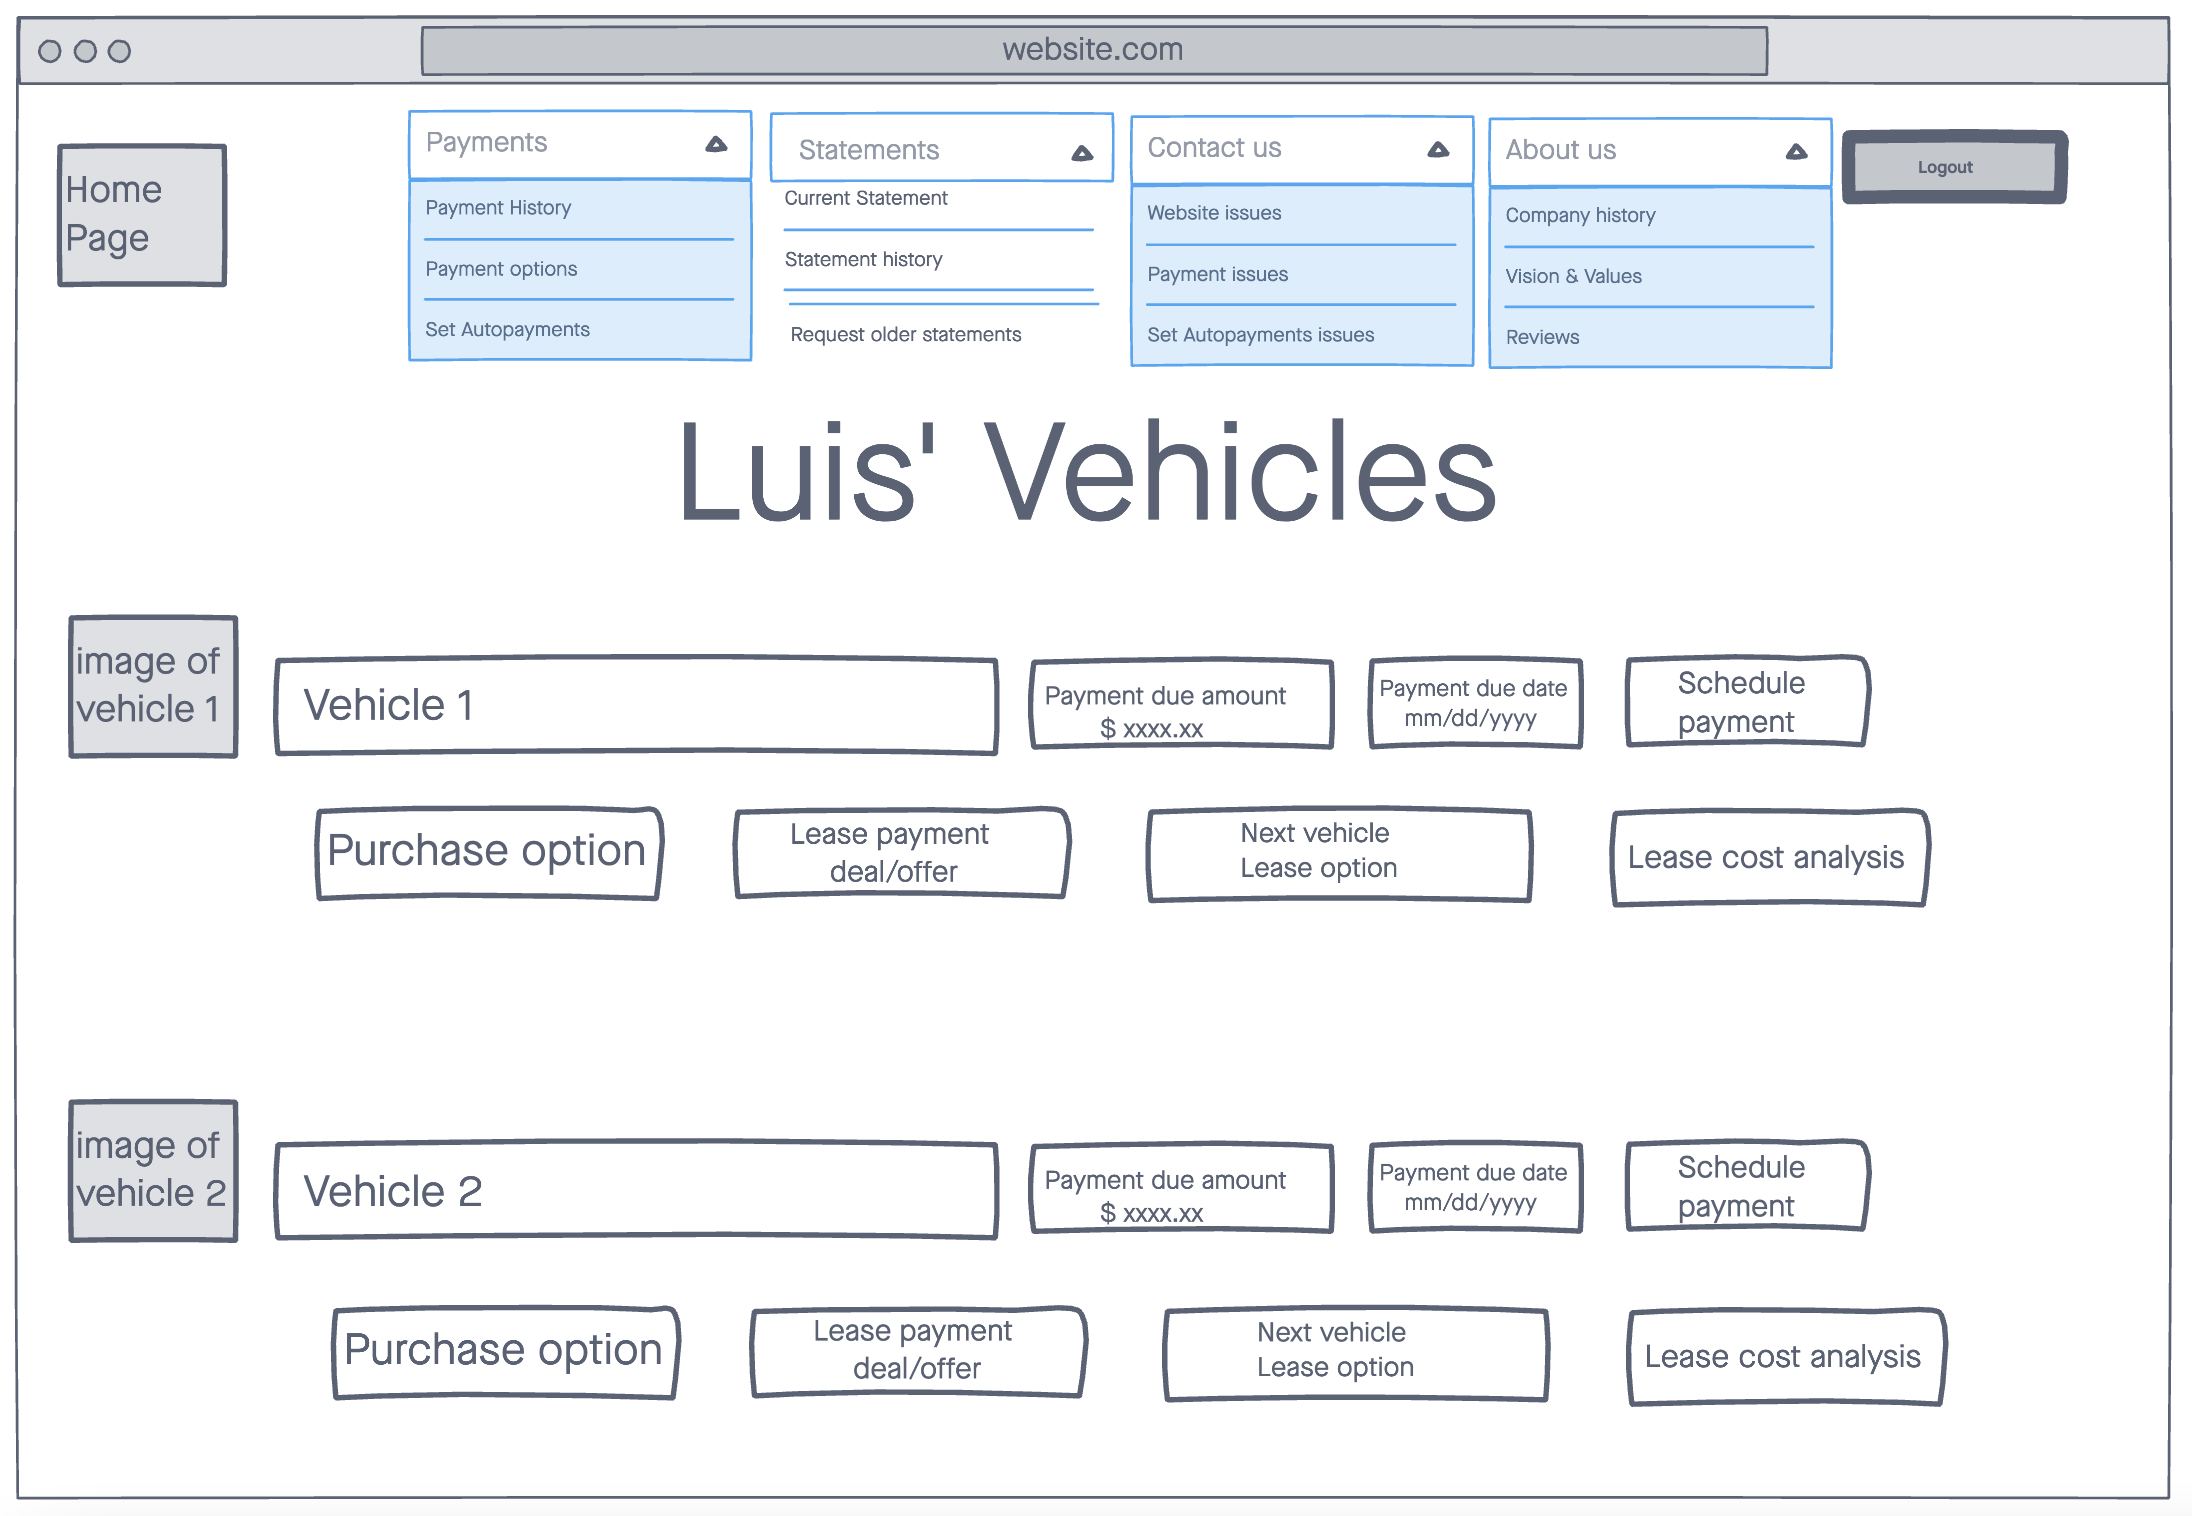 website.com
Home
Page
Payments
Payment History
Payment options
Set Autopayments
Statements
Current Statement
Statement history
Request older statements
Contact us
Website issues
Payment issues
Set Autopayments issues
About us
Company history
Vision & Values
Reviews
Logout
Luis' Vehicles
image of
vehicle 1
Vehicle 1
Payment due amount
$ xxxx.xx
Payment due date
mm/dd/yyyy
Schedule
payment
Purchase option
Lease payment
deal/offer
Next vehicle
Lease option
Lease cost analysis
image of
vehicle 2
Vehicle 2
Payment due amount
$ xxxx.xx
Payment due date
mm/dd/yyyy
Schedule
payment
Purchase option
Lease payment
deal/offer
Next vehicle
Lease option
Lease cost analysis